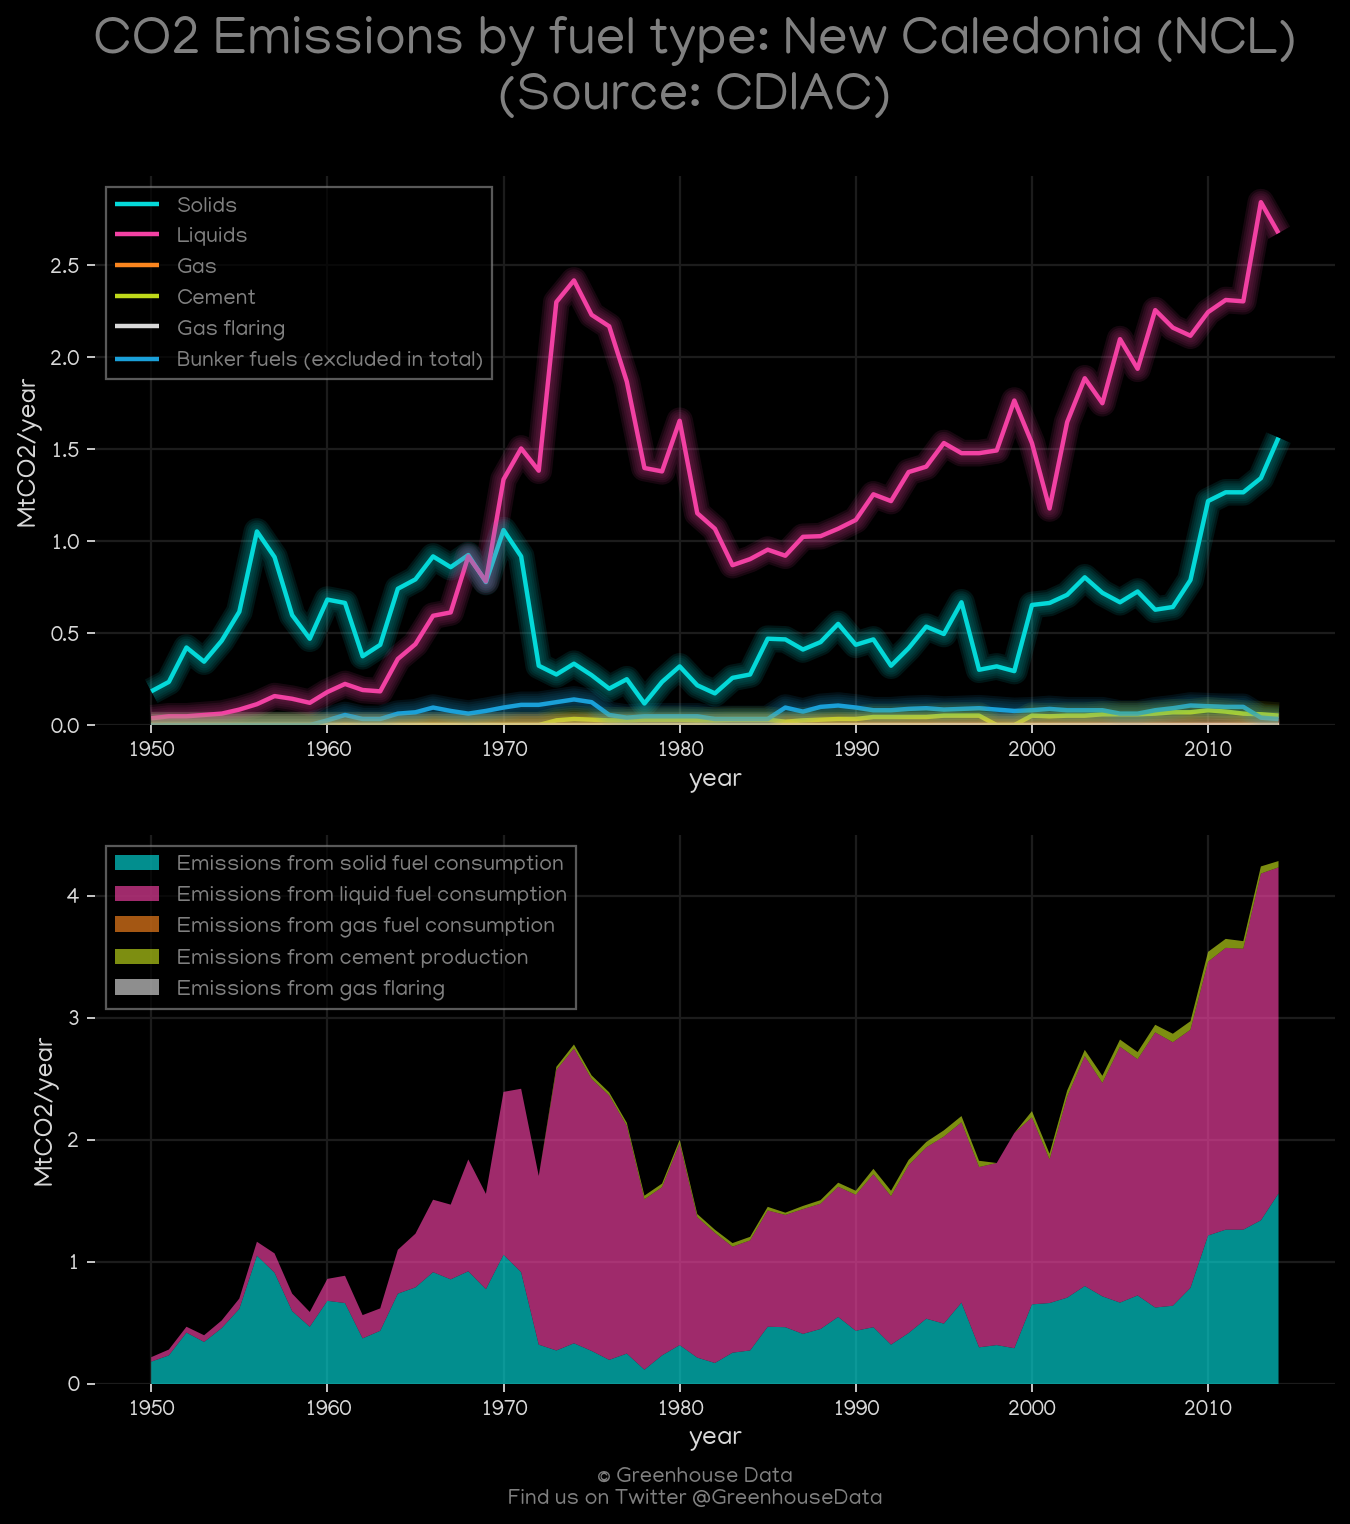 CO2 Emissions by fuel type: New Caledonia (NCL)
(Source: CDIAC)
Solids
Liquids
Gas
Cement
Gas flaring
Bunker fuels (excluded in total)
MtCO2/year
2.5
2.0
1.5
1.0
0.5
0.0
1950 1960 1970 1980 1990 2000 2010
year
Emissions from solid fuel consumption
Emissions from liquid fuel consumption
Emissions from gas fuel consumption
Emissions from cement production
Emissions from gas flaring
MtCO2/year
4
3
2
1
0
1950 1960 1970 1980 1990 2000 2010
year
© Greenhouse Data
Find us on Twitter @GreenhouseData